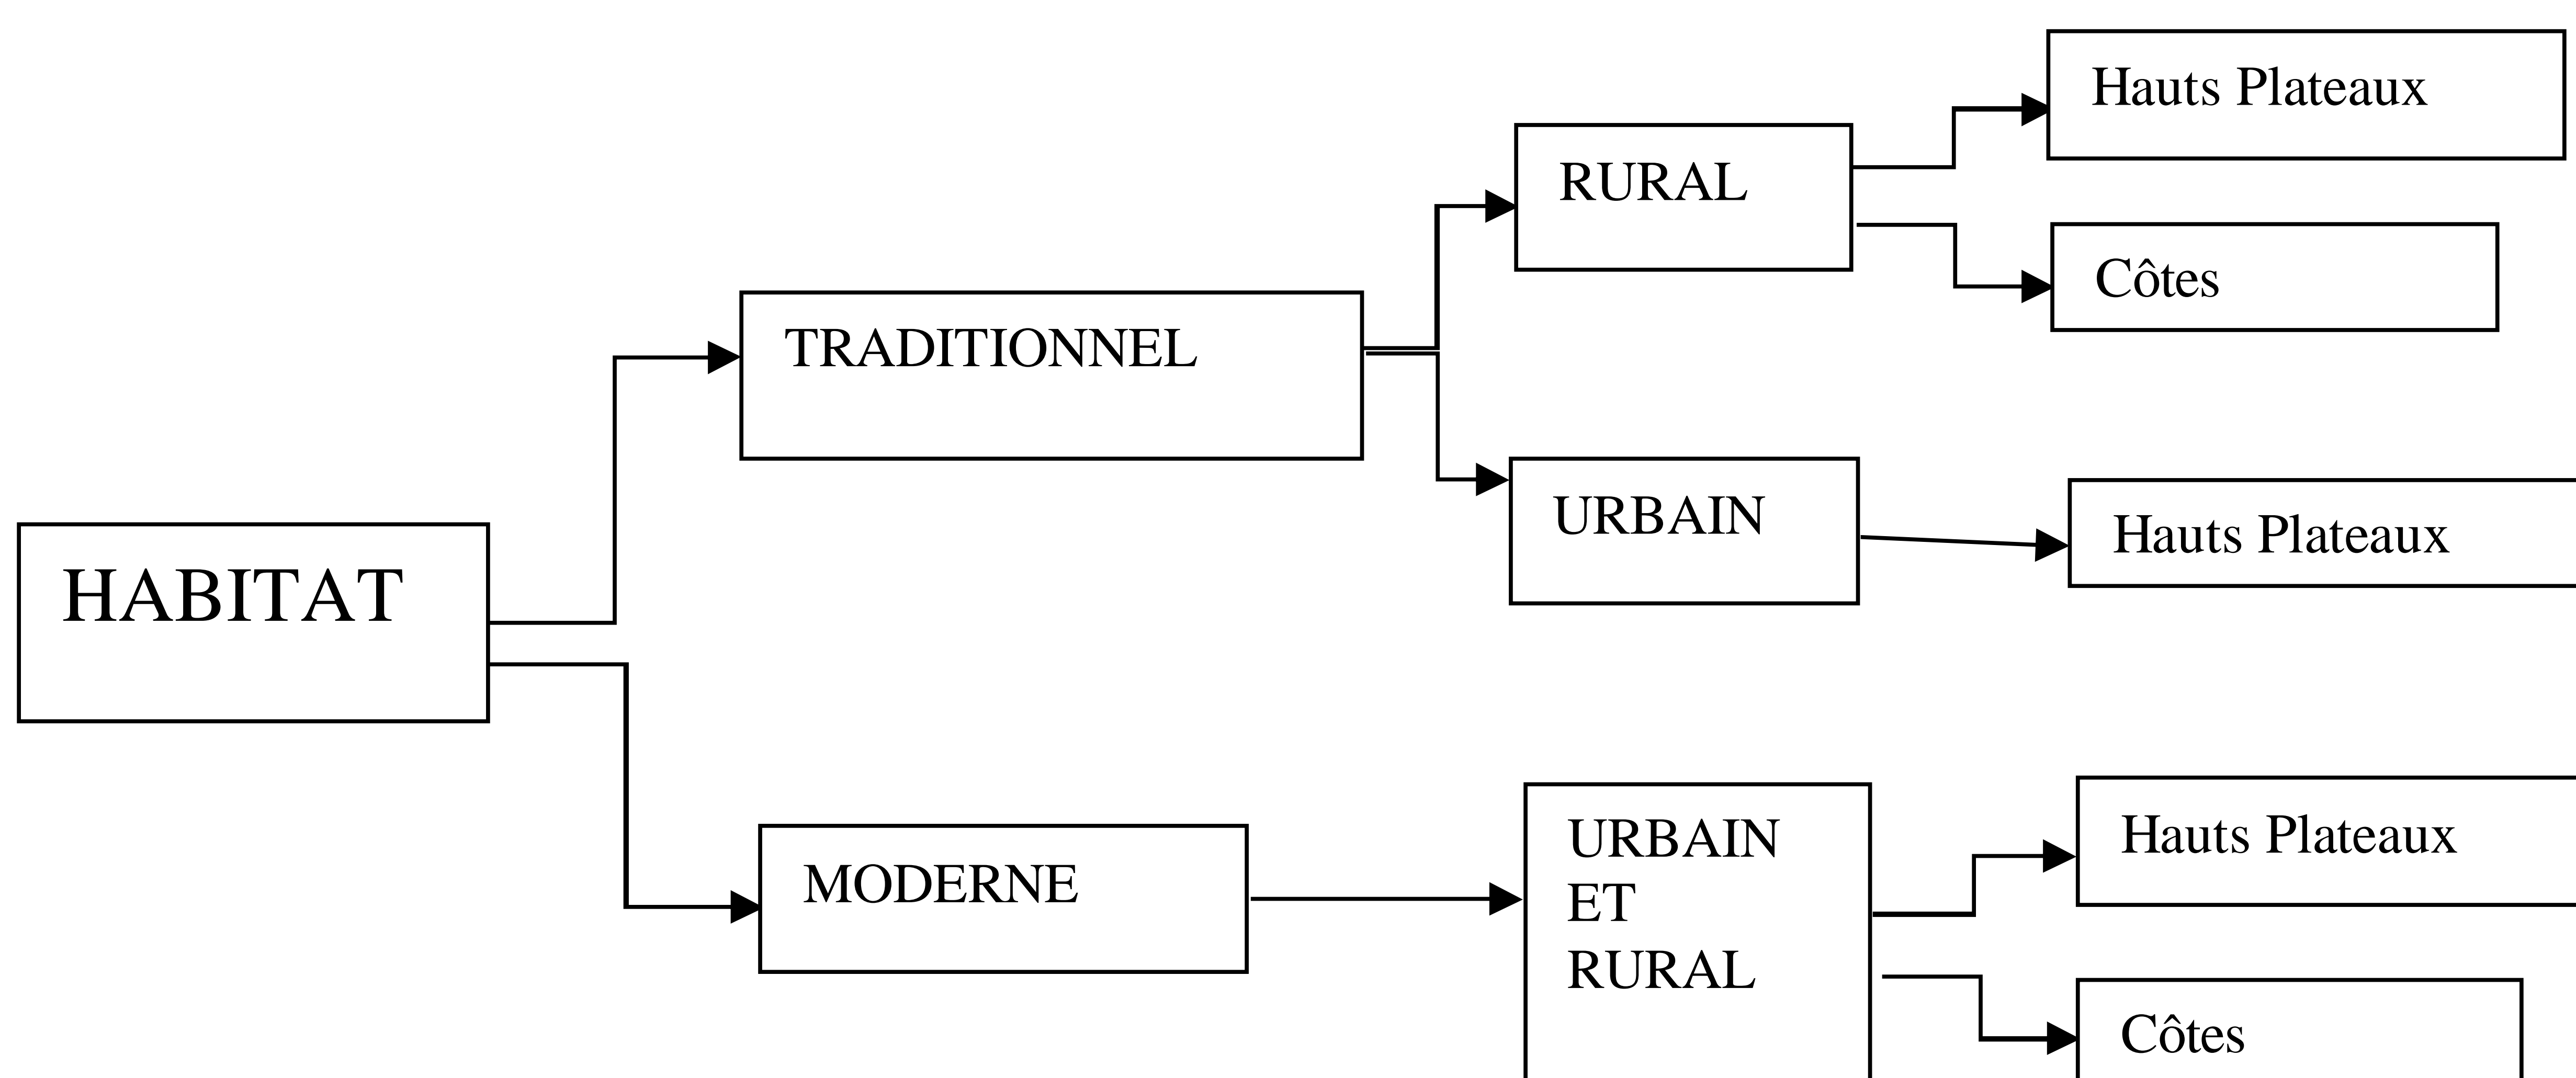 Hauts Plateaux
RURAL
Côtes
TRADITIONNEL
URBAIN
Hauts Plateaux
HABITAT
MODERNE
URBAIN
ET
RURAL
Hauts Plateaux
Côtes